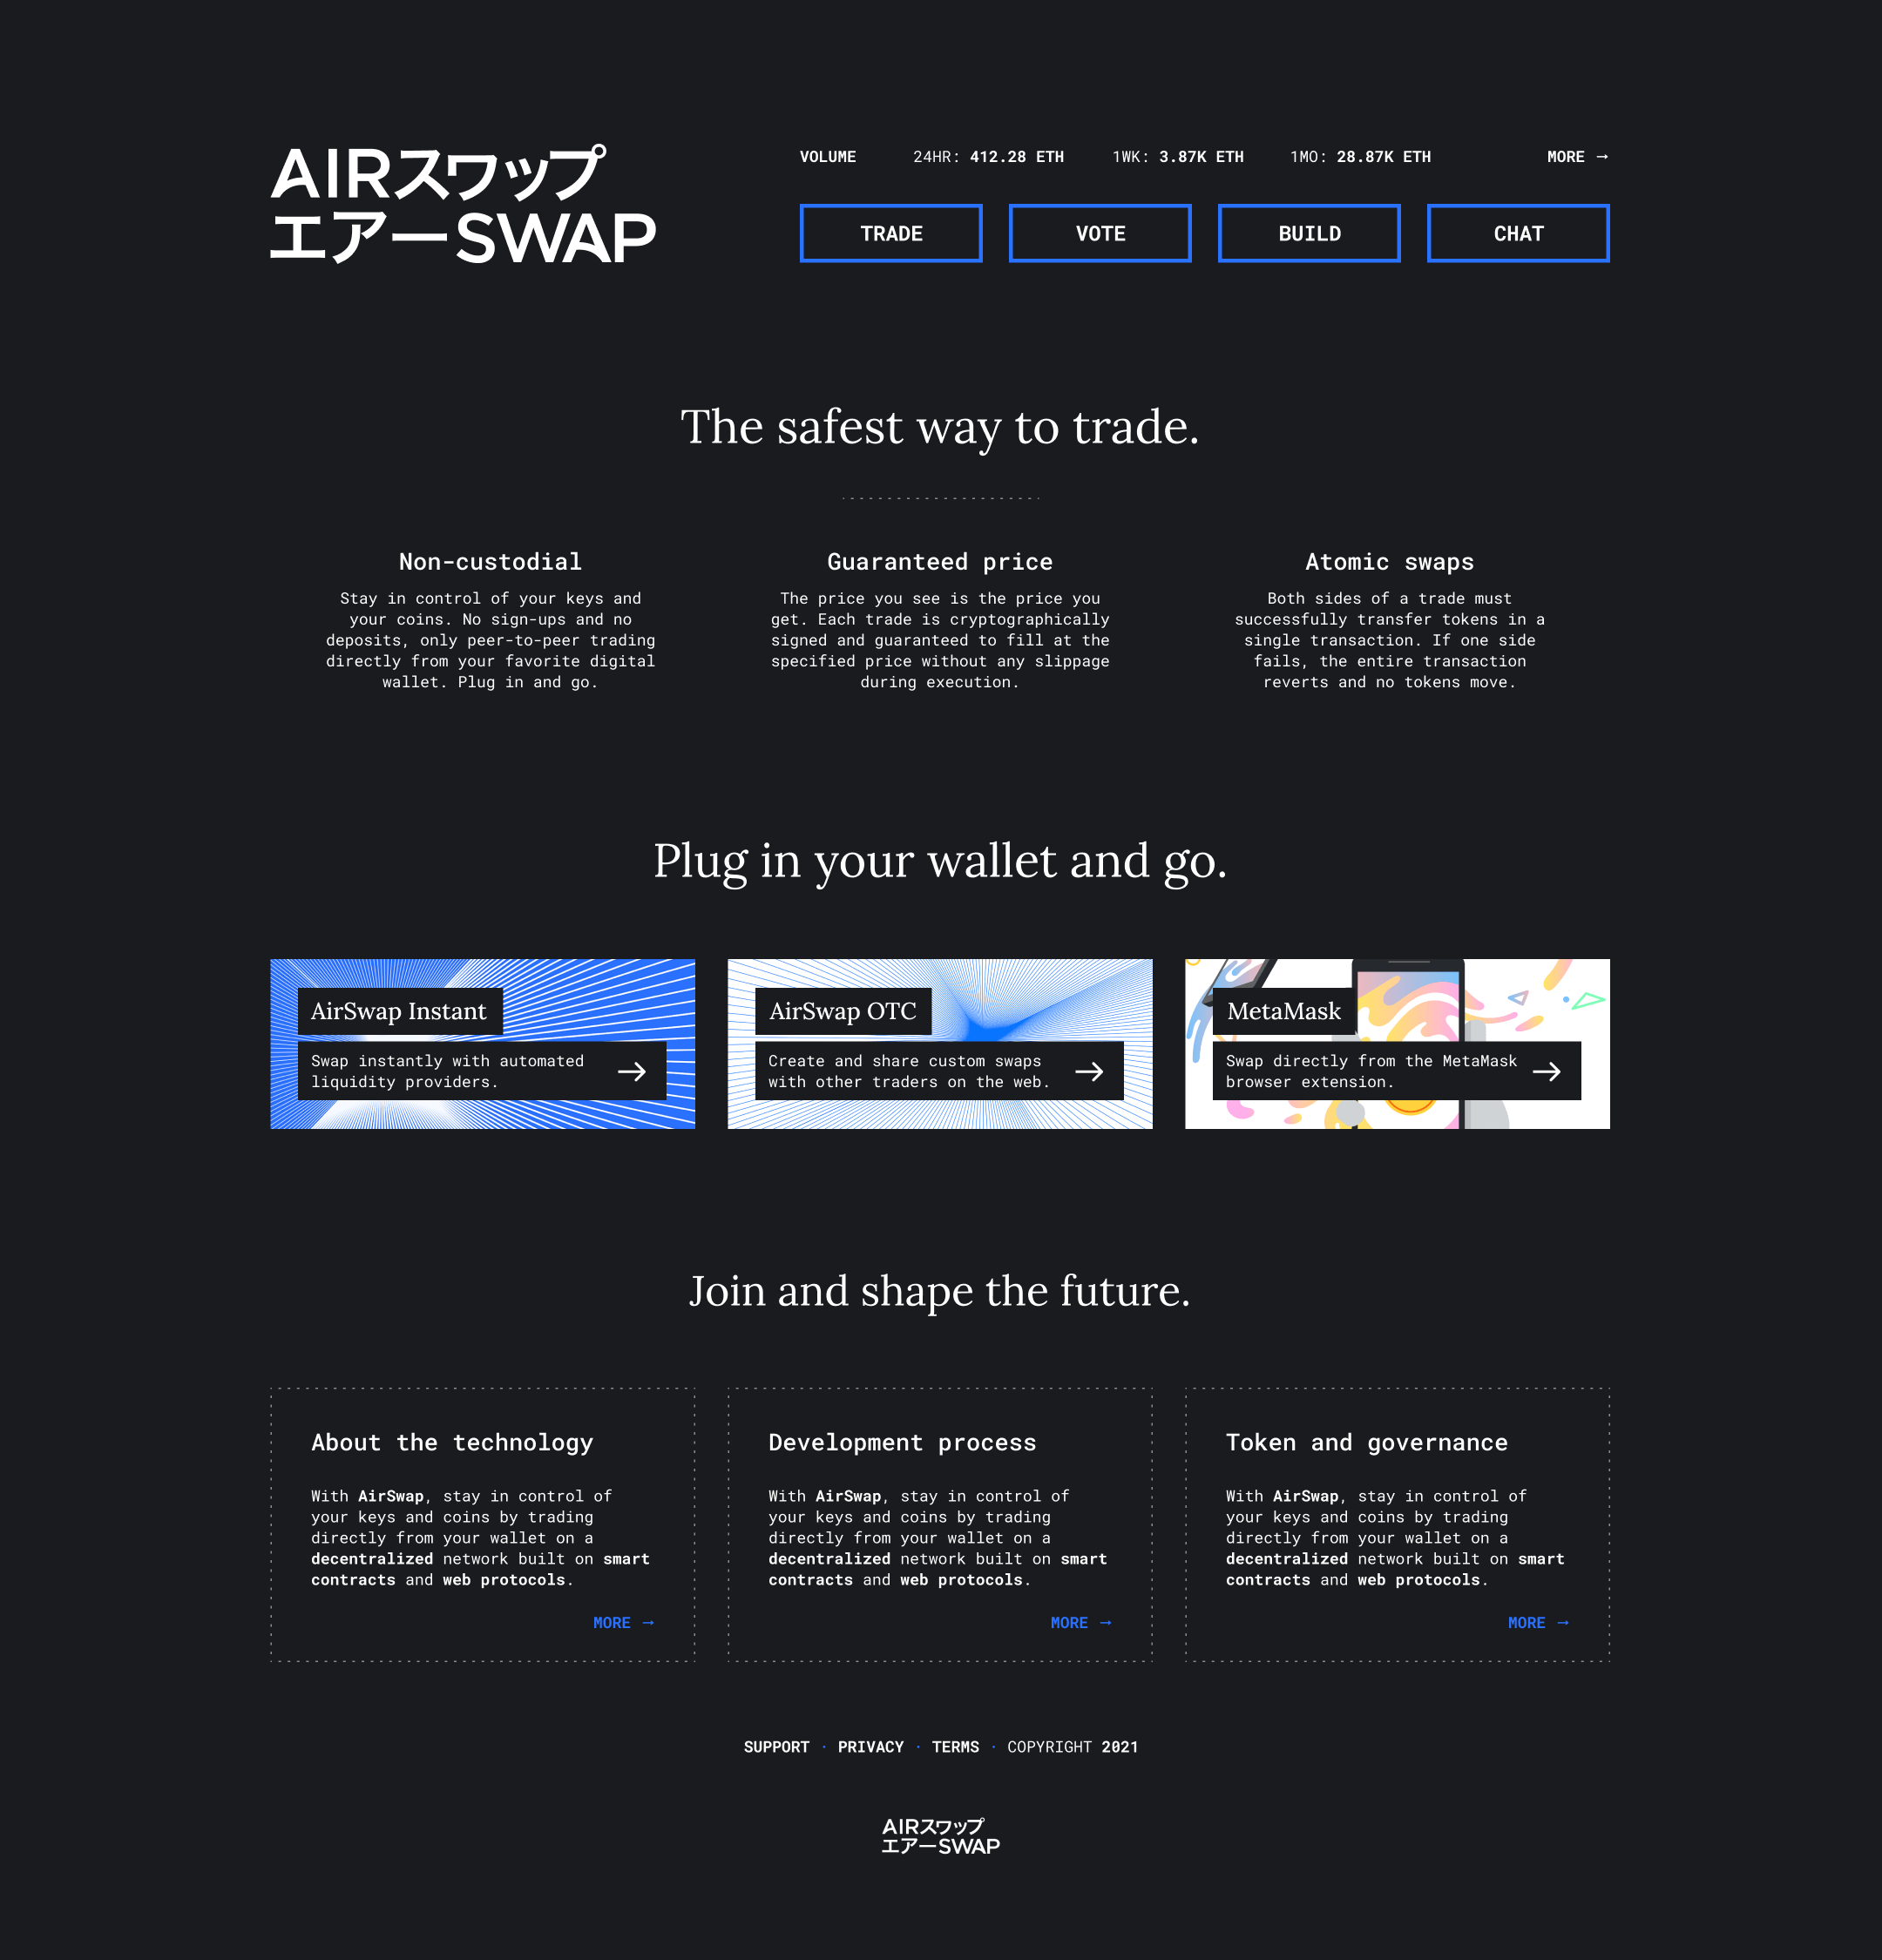 AIRスワップ
エアーSWAP
VOLUME 24HR: 412.28 ETH 1WK: 3.87K ETH 1MO: 28.87K ETH MORE →
TRADE VOTE BUILD CHAT
The safest way to trade.
Non-custodial
Stay in control of your keys and
your coins. No sign-ups and no
deposits, only peer-to-peer trading
directly from your favorite digital
wallet. Plug in and go.
Guaranteed price
The price you see is the price you
get. Each trade is cryptographically
signed and guaranteed to fill at the
specified price without any slippage
during execution.
Atomic swaps
Both sides of a trade must
successfully transfer tokens in a
single transaction. If one side
fails, the entire transaction
reverts and no tokens move.
Plug in your wallet and go.
AirSwap Instant
Swap instantly with automated
liquidity providers.
AirSwap OTC
Create and share custom swaps
with other traders on the web.
MetaMask
Swap directly from the MetaMask
browser extension.
Join and shape the future.
About the technology
With AirSwap, stay in control of
your keys and coins by trading
directly from your wallet on a
decentralized network built on smart
contracts and web protocols.
MORE →
Development process
With AirSwap, stay in control of
your keys and coins by trading
directly from your wallet on a
decentralized network built on smart
contracts and web protocols.
MORE →
Token and governance
With AirSwap, stay in control of
your keys and coins by trading
directly from your wallet on a
decentralized network built on smart
contracts and web protocols.
MORE →
SUPPORT · PRIVACY · TERMS · COPYRIGHT 2021
AIRスワップ
エアーSWAP